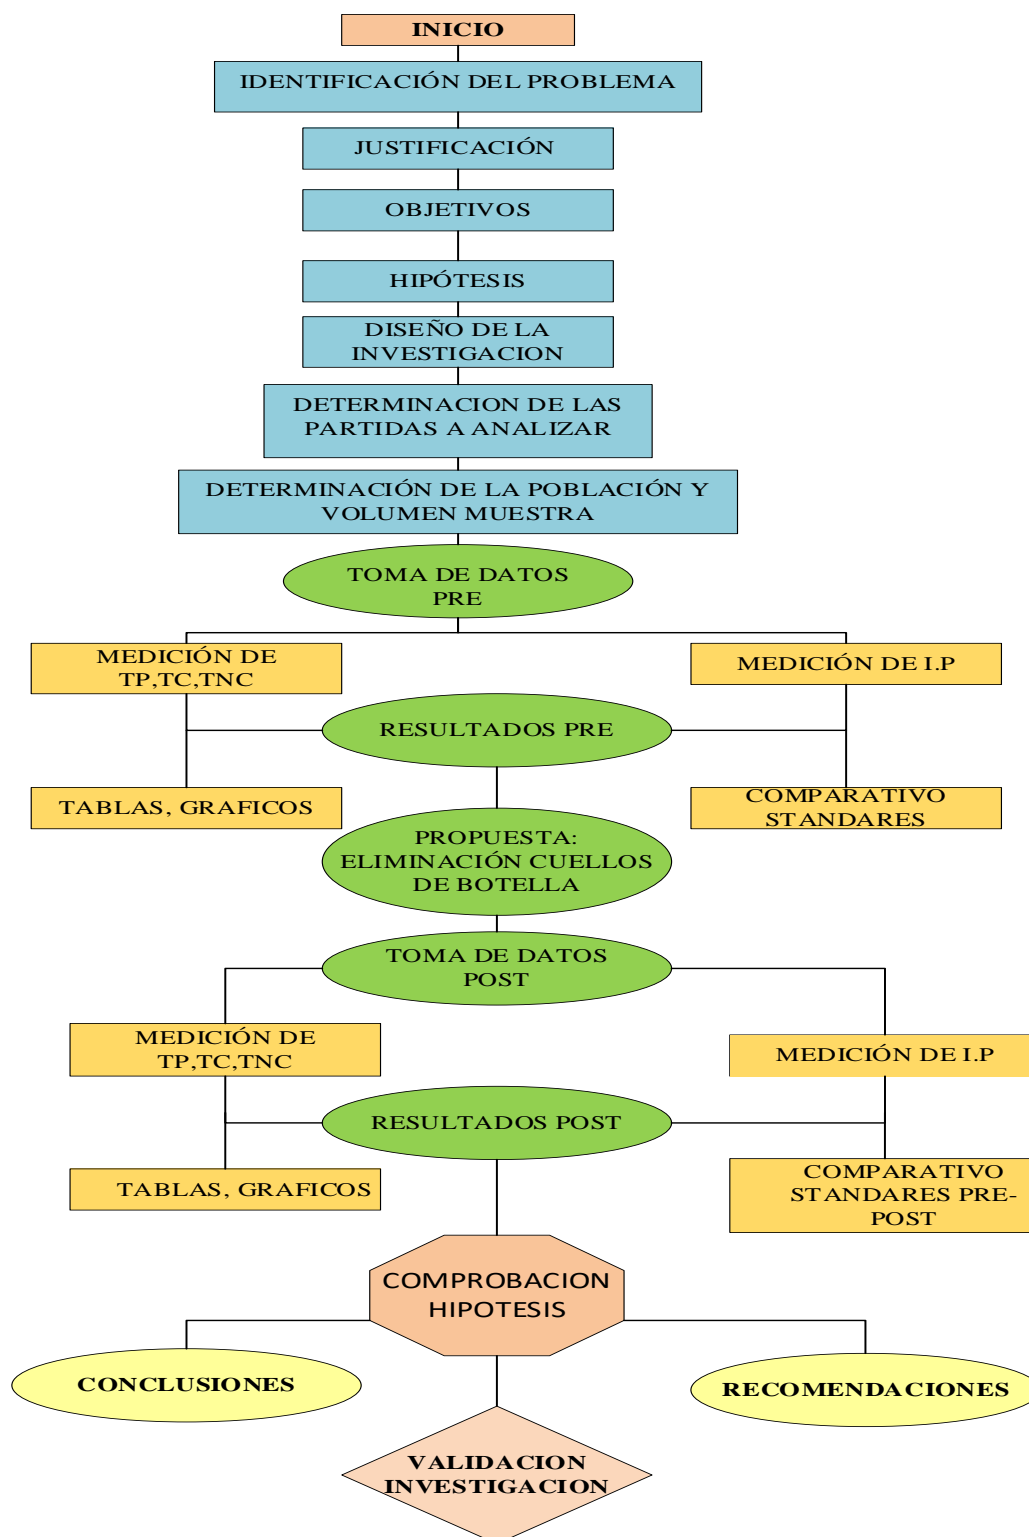 INICIO
IDENTIFICACIÓN DEL PROBLEMA
JUSTIFICACIÓN
OBJETIVOS
HIPÓTESIS
DISEÑO DE LA
INVESTIGACION
DETERMINACION DE LAS
PARTIDAS A ANALIZAR
DETERMINACIÓN DE LA POBLACIÓN Y
VOLUMEN MUESTRA
TOMA DE DATOS
PRE
MEDICIÓN DE
TP,TC,TNC
MEDICIÓN DE I.P
RESULTADOS PRE
TABLAS, GRAFICOS
COMPARATIVO
STANDARES
PROPUESTA:
ELIMINACIÓN CUELLOS
DE BOTELLA
TOMA DE DATOS
POST
MEDICIÓN DE
TP,TC,TNC
MEDICIÓN DE I.P
RESULTADOS POST
TABLAS, GRAFICOS
COMPARATIVO
STANDARES PRE-
POST
COMPROBACION
HIPOTESIS
CONCLUSIONES
RECOMENDACIONES
VALIDACION
INVESTIGACION